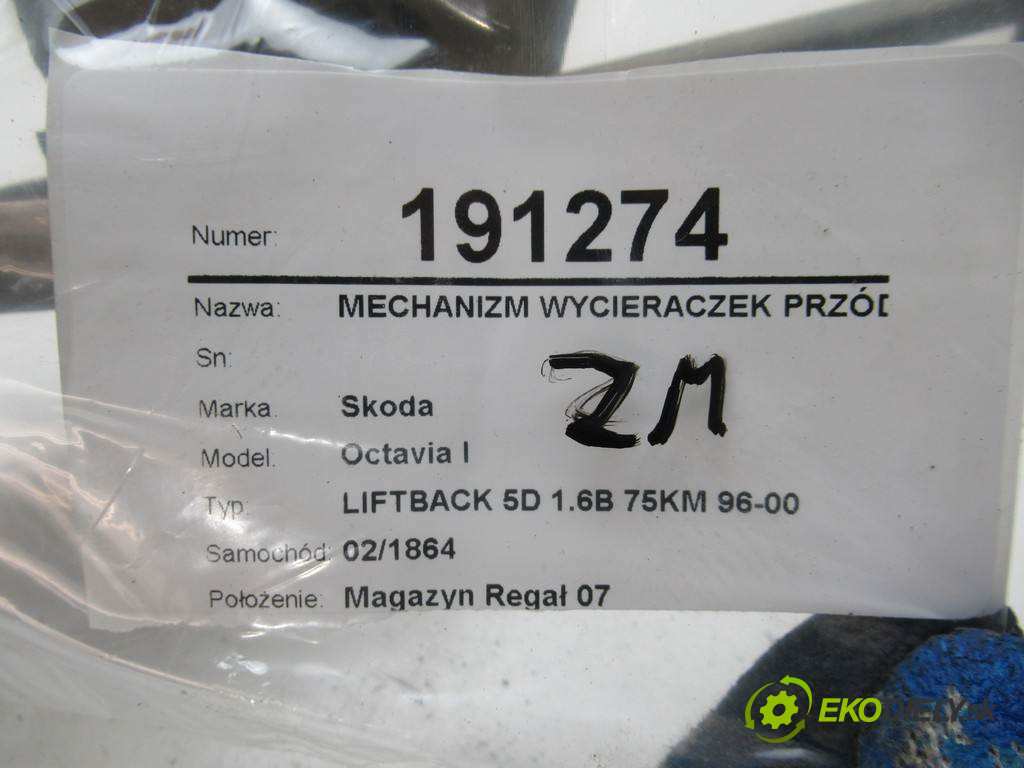 Numer: 191274
Nazwa: MECHANIZM WYCIERACZEK PRZÓD
Sn:
ZM
Marka. Skoda
Model. Octavia I
Typ: LIFTBACK 5D 1.6B 75KM 96-00
Samochód: 02/1864
Położenie: Magazyn Regał 07
EKODIELY.sk